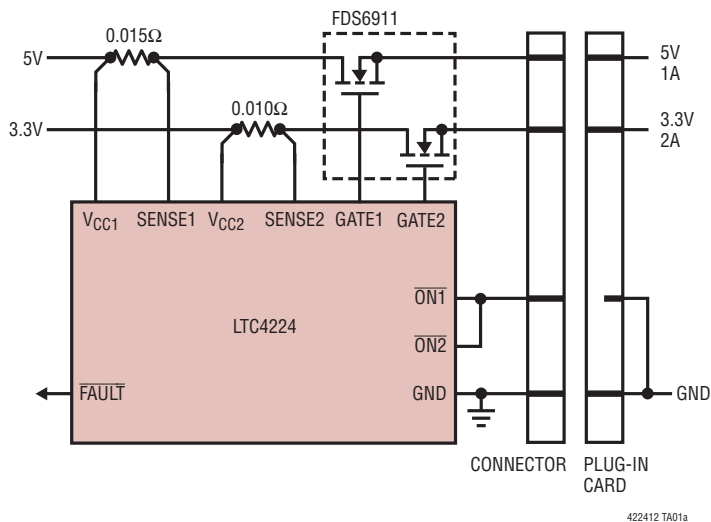 FDS6911
0.015Ω
5V
5V
1A
0.010Ω
3.3V
3.3V
2A
VCC1 SENSE1 VCC2 SENSE2 GATE1 GATE2
ON1
LTC4224
ON2
FAULT
GND
GND
CONNECTOR
PLUG-IN
CARD
422412 TA01a